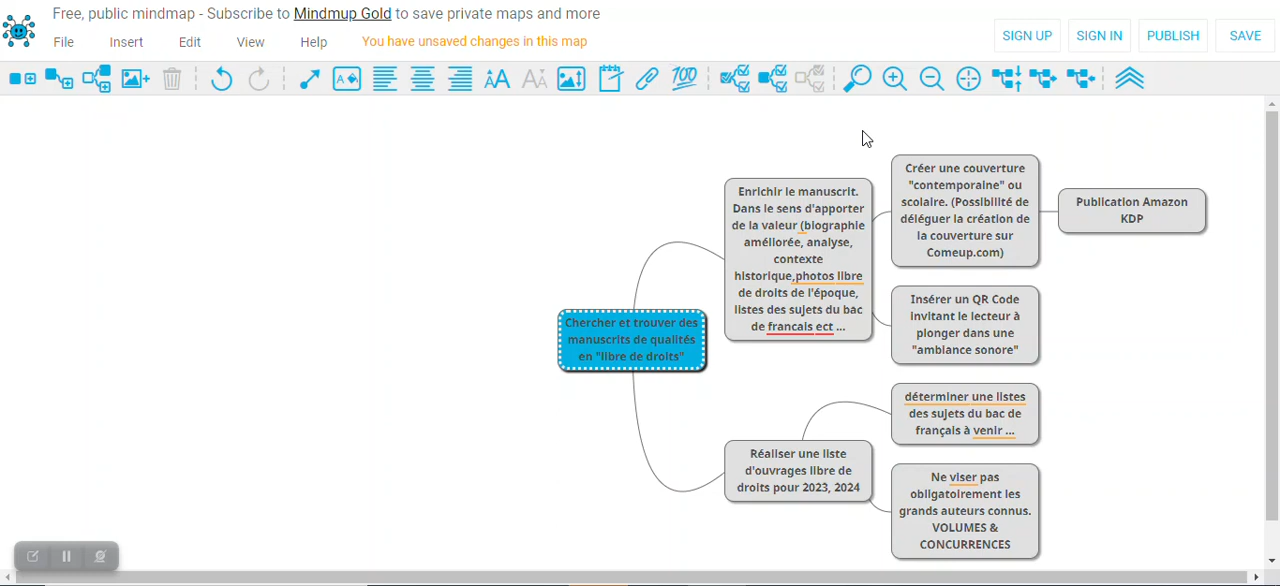 Free, public mindmap - Subscribe to Mindmup Gold to save private maps and more
File Insert Edit View Help You have unsaved changes in this map
SIGN UP SIGN IN PUBLISH SAVE
Chercher et trouver des
manuscrits de qualités
en "libre de droits"
Enrichir le manuscrit.
Dans le sens d'apporter
de la valeur (biographie
améliorée, analyse,
contexte
historique,photos libre
de droits de l'époque,
listes des sujets du bac
de francais ect ...
Créer une couverture
"contemporaine" ou
scolaire. (Possibilité de
déléguer la création de
la couverture sur
Comeup.com)
Publication Amazon
KDP
Insérer un QR Code
invitant le lecteur à
plonger dans une
"ambiance sonore"
Réaliser une liste
d'ouvrages libre de
droits pour 2023, 2024
déterminer une listes
des sujets du bac de
français à venir ...
Ne viser pas
obligatoirement les
grands auteurs connus.
VOLUMES &
CONCURRENCES